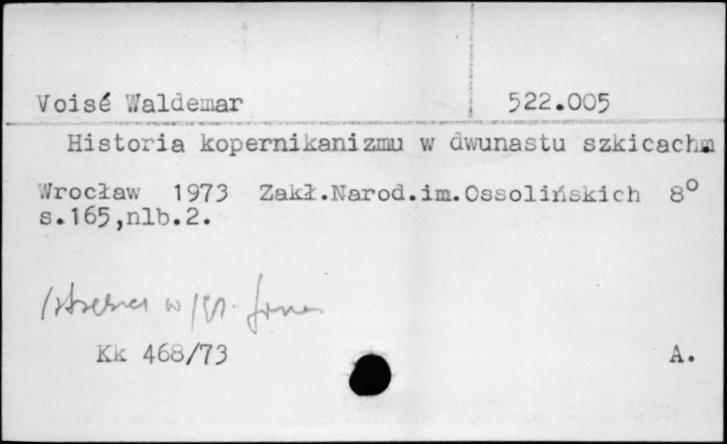 Voisé Waldemar 522.005
Historia kopernikanizmu w dwunastu szkicach.
Wrocław 1973 Zakł.Narod.im.Ossolińskich 8°
s.165,nlb.2.
w
Kk 468/73 A.